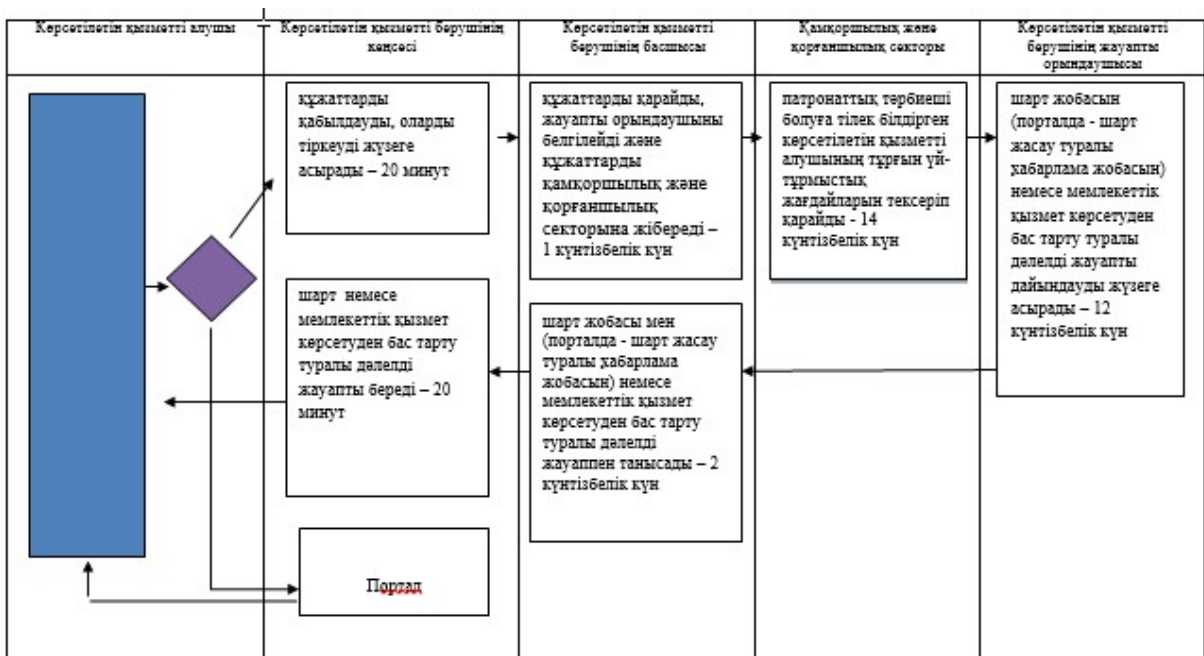 Көрсетілетін қызметті алушы
Көрсетілетін қызметті берушінің
кеңсесі
Көрсетілетін қызметті
берушінің басшысы
Қамқоршылық және
қорғаншылық секторы
Көрсетілетін қызметті
берушінің жауапты
орындаушысы
құжаттарды
қабылдауды, оларды
тіркеуді жүзеге
асырады – 20 минут
құжаттарды қарайды,
жауапты орындаушыны
белгілейді және
құжаттарды
қамқоршылық және
қорғаншылық
секторына жібереді –
1 күнтізбелік күн
патронаттық тәрбиеші
болуға тілек білдірген
көрсетілетін қызметті
алушының тұрғын үй-
тұрмыстық
жағдайларын тексеріп
қарайды - 14
күнтізбелік күн
шарт жобасын
(порталда - шарт
жасау туралы
хабарлама жобасын)
немесе мемлекеттік
қызмет көрсетуден
бас тарту туралы
дәлелді жауапты
дайындауды жүзеге
асырады – 12
күнтізбелік күн
шарт немесе
мемлекеттік қызмет
көрсетуден бас тарту
туралы дәлелді
жауапты береді – 20
минут
шарт жобасы мен
(порталда - шарт жасау
туралы хабарлама
жобасын) немесе
мемлекеттік қызмет
көрсетуден бас тарту
туралы дәлелді
жауаппен танысады – 2
күнтізбелік күн
Портал